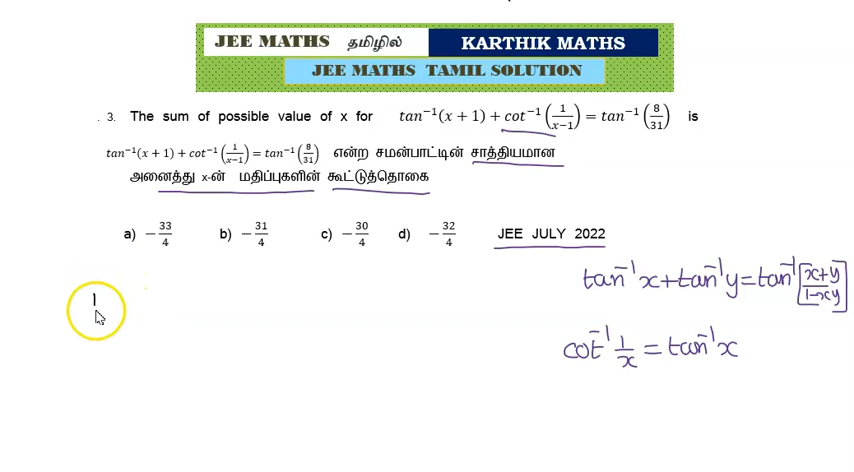 JEE MATHS தமிழில் KARTHIK MATHS
JEE MATHS TAMIL SOLUTION
. 3. The sum of possible value of x for tan⁻¹(x + 1) + cot⁻¹(1/(x−1)) = tan⁻¹(8/31) is
tan⁻¹(x + 1) + cot⁻¹(1/(x−1)) = tan⁻¹(8/31) என்ற சமன்பாட்டின் சாத்தியமான
அனைத்து x-ன் மதிப்புகளின் கூட்டுத்தொகை
a) −33/4 b) −31/4 c) −30/4 d) −32/4 JEE JULY 2022
tan⁻¹x + tan⁻¹y = tan⁻¹[(x+y)/(1−xy)]
1
cot⁻¹ 1/x = tan⁻¹x